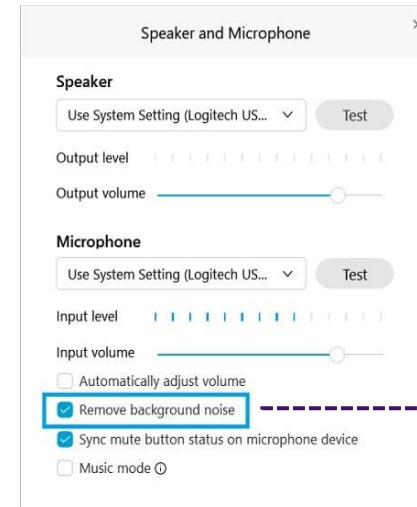 Speaker and Microphone
Speaker
Use System Setting (Logitech US...
Test
Output level
Output volume
Microphone
Use System Setting (Logitech US...
Test
Input level
Input volume
Automatically adjust volume
Remove background noise
Sync mute button status on microphone device
Music mode